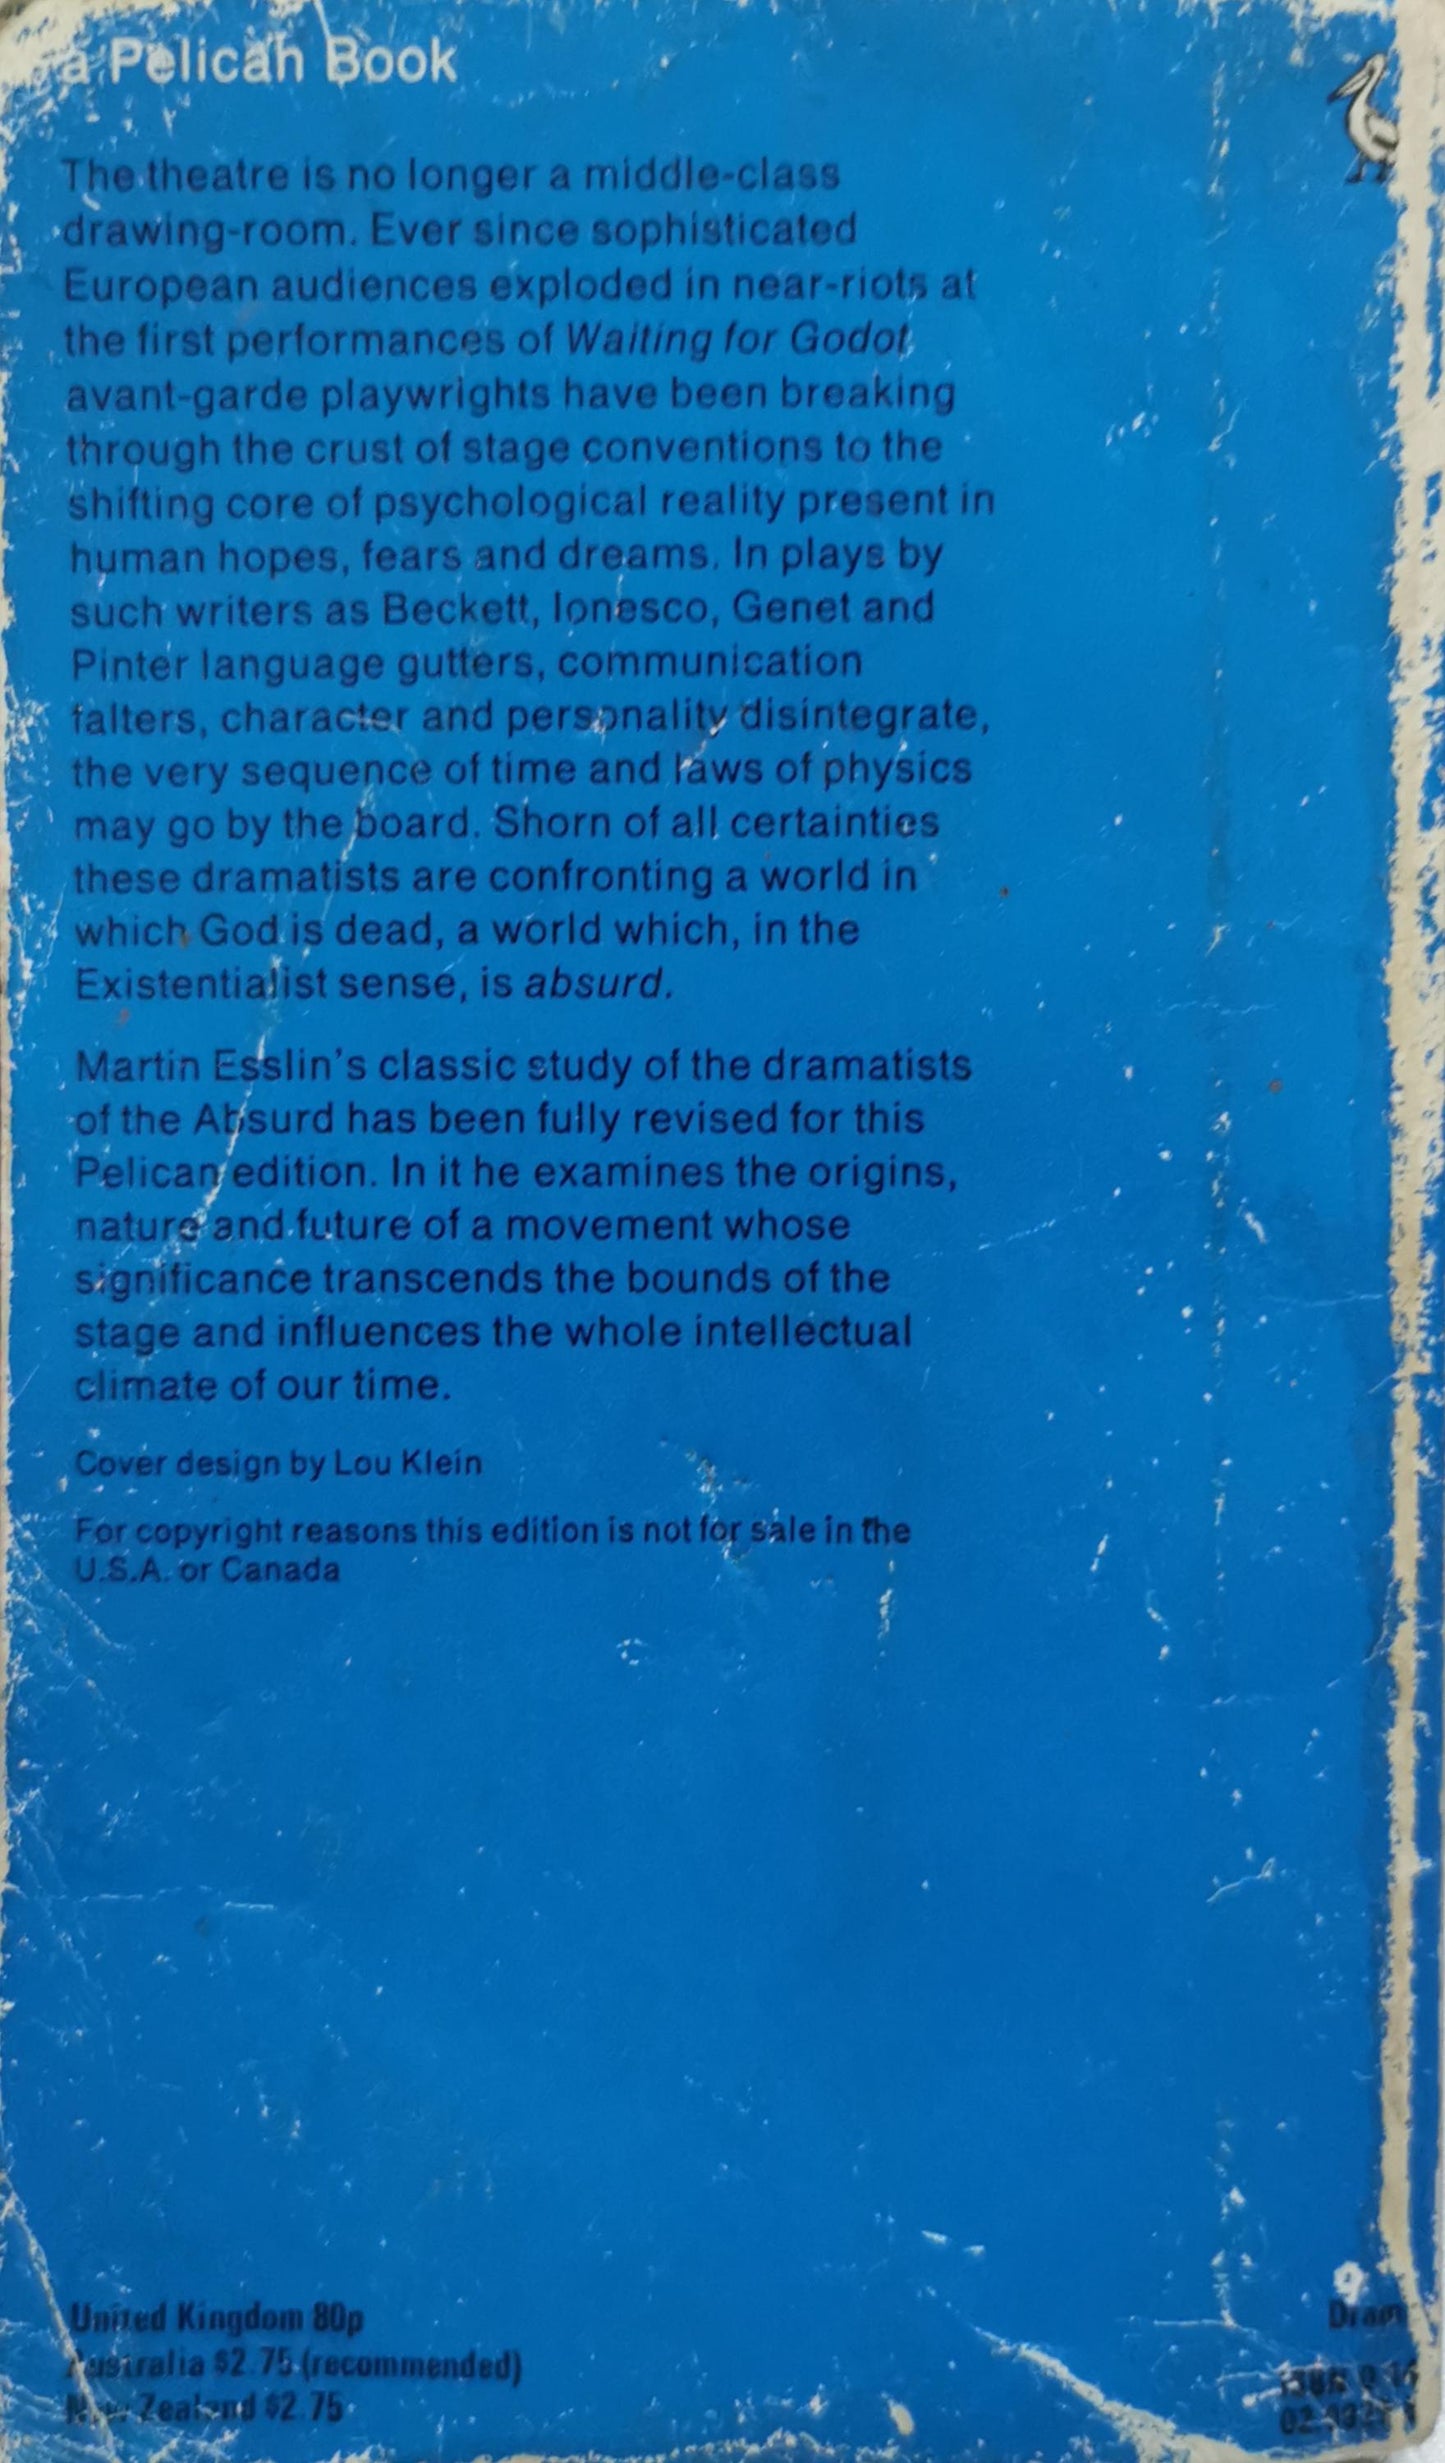 a Pelican Book
The theatre is no longer a middle-class
drawing-room. Ever since sophisticated
European audiences exploded in near-riots at
the first performances of Waiting for Godot,
avant-garde playwrights have been breaking
through the crust of stage conventions to the
shifting core of psychological reality present in
human hopes, fears and dreams. In plays by
such writers as Beckett, Ionesco, Genet and
Pinter language gutters, communication
falters, character and personality disintegrate,
the very sequence of time and laws of physics
may go by the board. Shorn of all certainties
these dramatists are confronting a world in
which God is dead, a world which, in the
Existentialist sense, is absurd.
Martin Esslin's classic study of the dramatists
of the Absurd has been fully revised for this
Pelican edition. In it he examines the origins,
nature and future of a movement whose
significance transcends the bounds of the
stage and influences the whole intellectual
climate of our time.
Cover design by Lou Klein
For copyright reasons this edition is not for sale in the
U.S.A. or Canada
United Kingdom 80p
Australia $2.75 (recommended)
New Zealand $2.75
9
Dram
ISBN 0 14